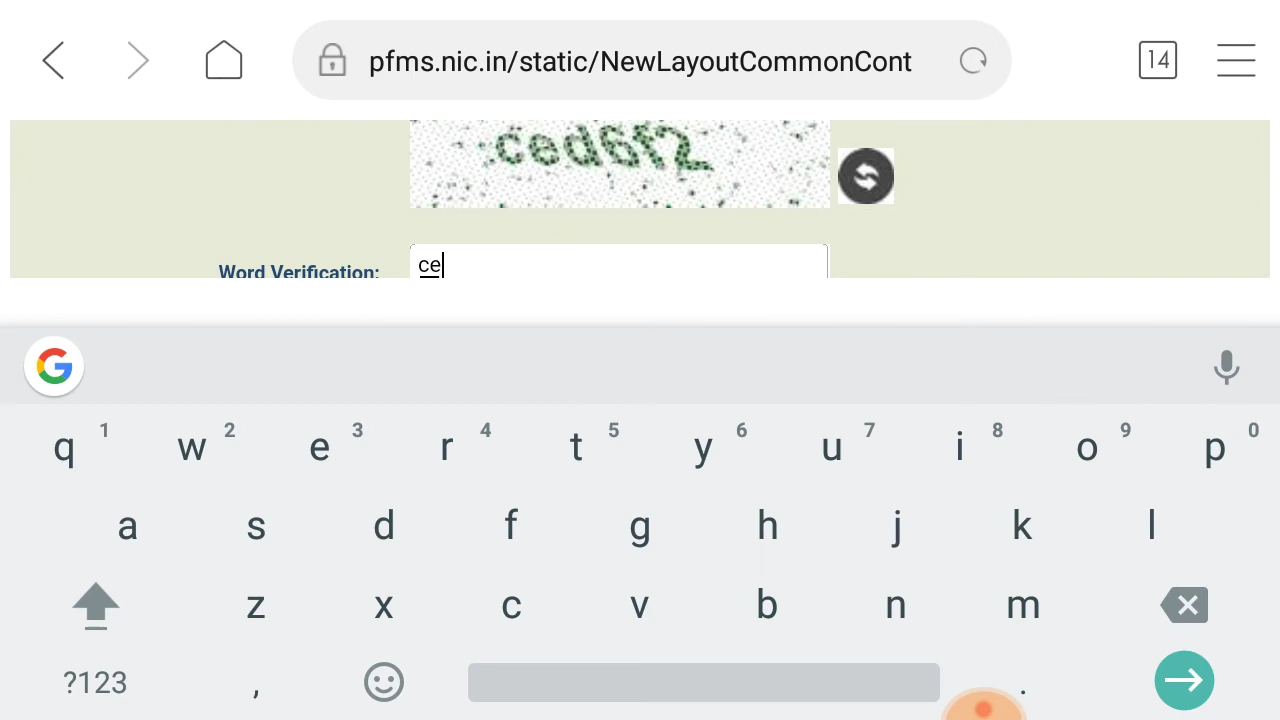 pfms.nic.in/static/NewLayoutCommonCont
14
ced6f2
Word Verification:
ce
G
q 1 w 2 e 3 r 4 t 5 y 6 u 7 i 8 o 9 p 0
a s d f g h j k l
z x c v b n m
?123 , .